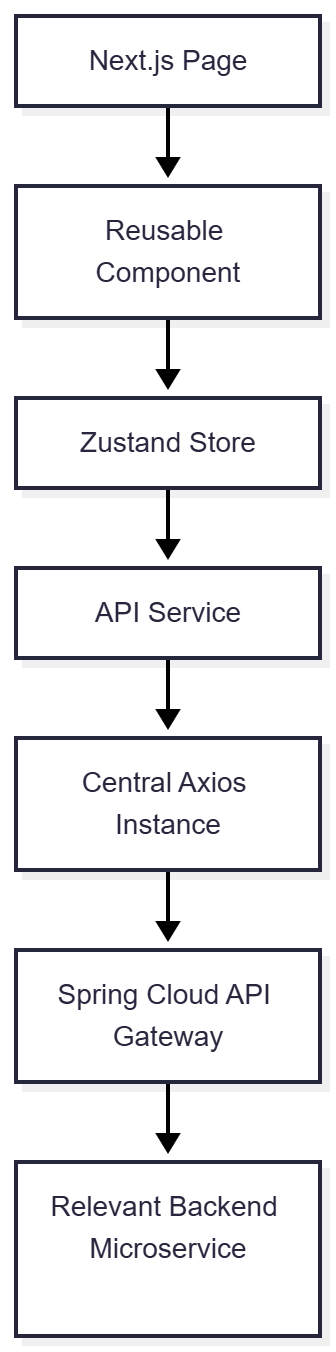 Next.js Page
Reusable
Component
Zustand Store
API Service
Central Axios
Instance
Spring Cloud API
Gateway
Relevant Backend
Microservice